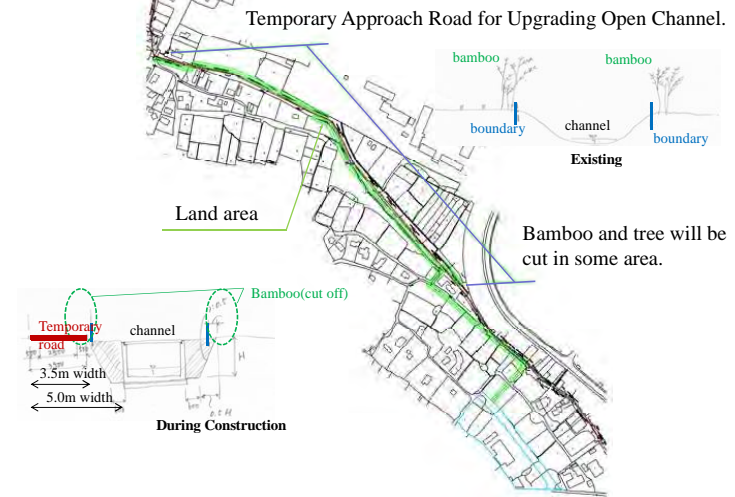 Temporary Approach Road for Upgrading Open Channel.
bamboo
bamboo
boundary
channel
boundary
Existing
Land area
Bamboo and tree will be
cut in some area.
Bamboo(cut off)
Temporary
road
channel
3.5m width
5.0m width
H
During Construction